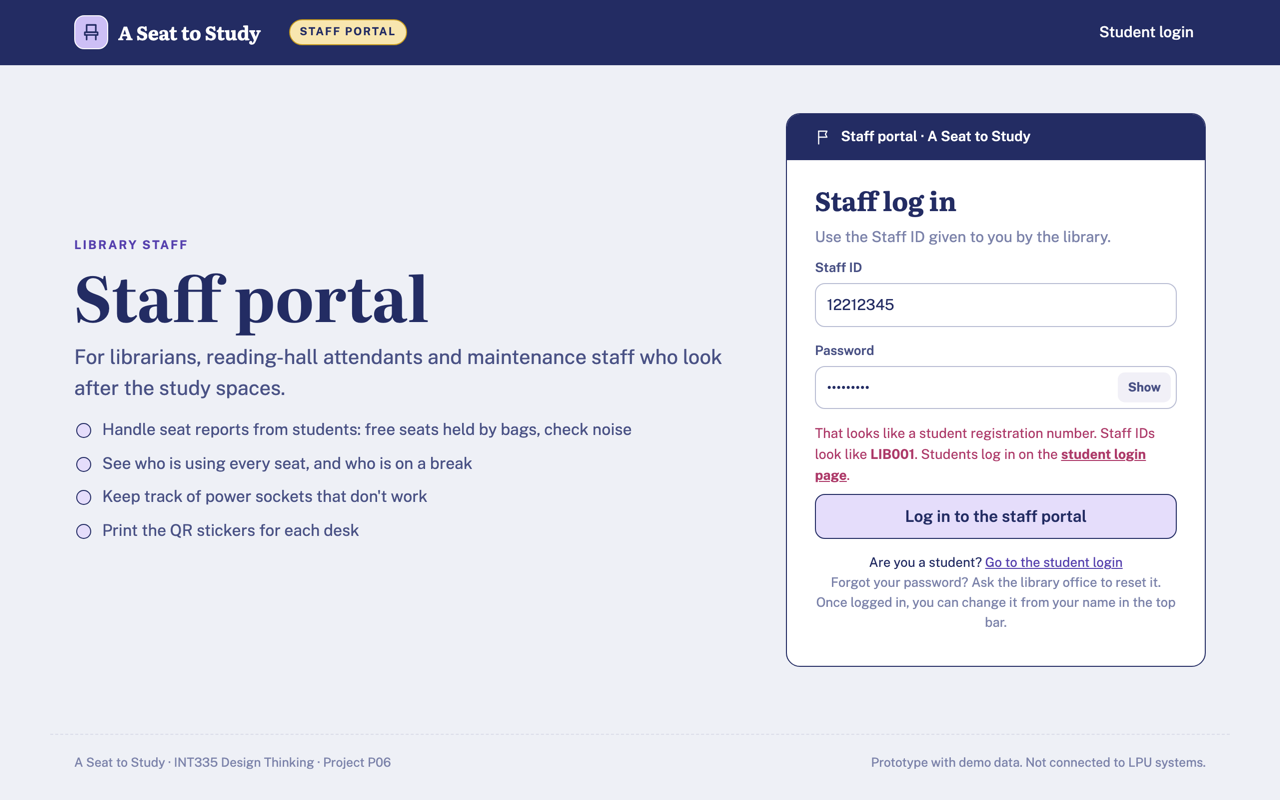 A Seat to Study
STAFF PORTAL
Student login
LIBRARY STAFF
Staff portal
For librarians, reading-hall attendants and maintenance staff who look
after the study spaces.
Handle seat reports from students: free seats held by bags, check noise
See who is using every seat, and who is on a break
Keep track of power sockets that don't work
Print the QR stickers for each desk
Staff portal · A Seat to Study
Staff log in
Use the Staff ID given to you by the library.
Staff ID
12212345
Password
•••••••••
Show
That looks like a student registration number. Staff IDs
look like LIB001. Students log in on the student login
page.
Log in to the staff portal
Are you a student? Go to the student login
Forgot your password? Ask the library office to reset it.
Once logged in, you can change it from your name in the top
bar.
A Seat to Study · INT335 Design Thinking · Project P06
Prototype with demo data. Not connected to LPU systems.